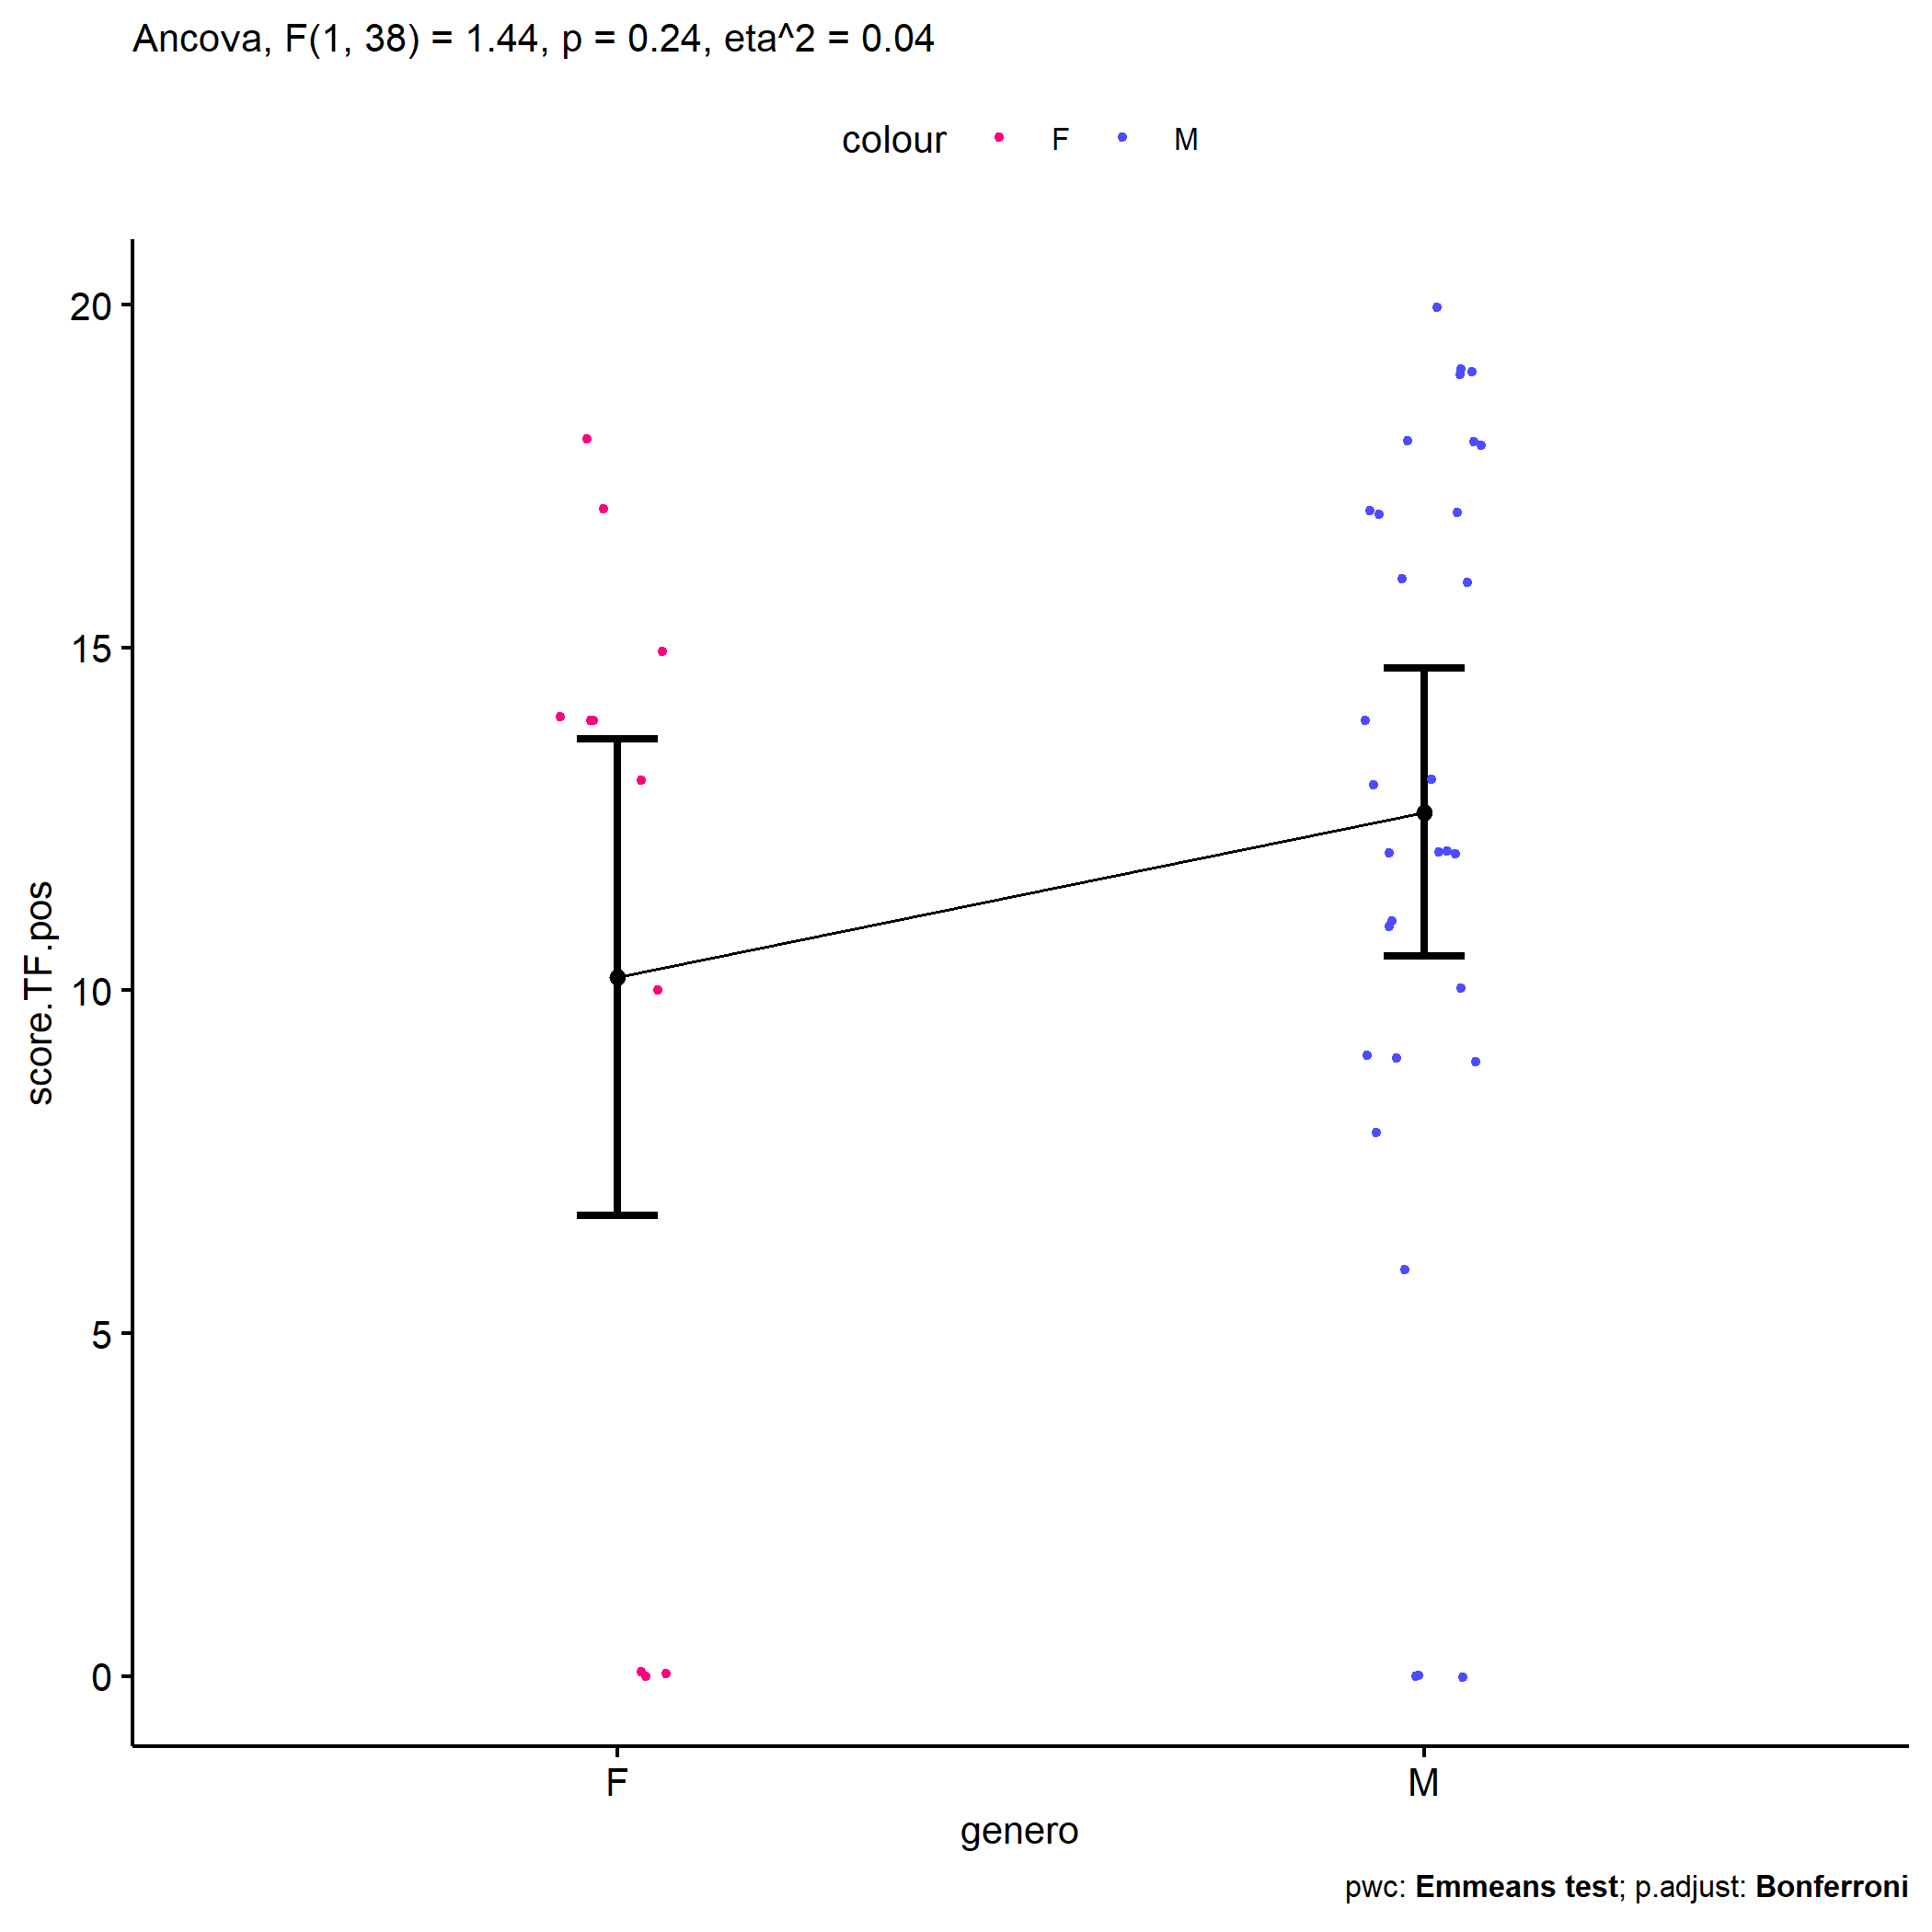 Ancova, F(1, 38) = 1.44, p = 0.24, eta^2 = 0.04
colour F M
20
15
10
5
0
score.TF.pos
F M
genero
pwc: Emmeans test; p.adjust: Bonferroni